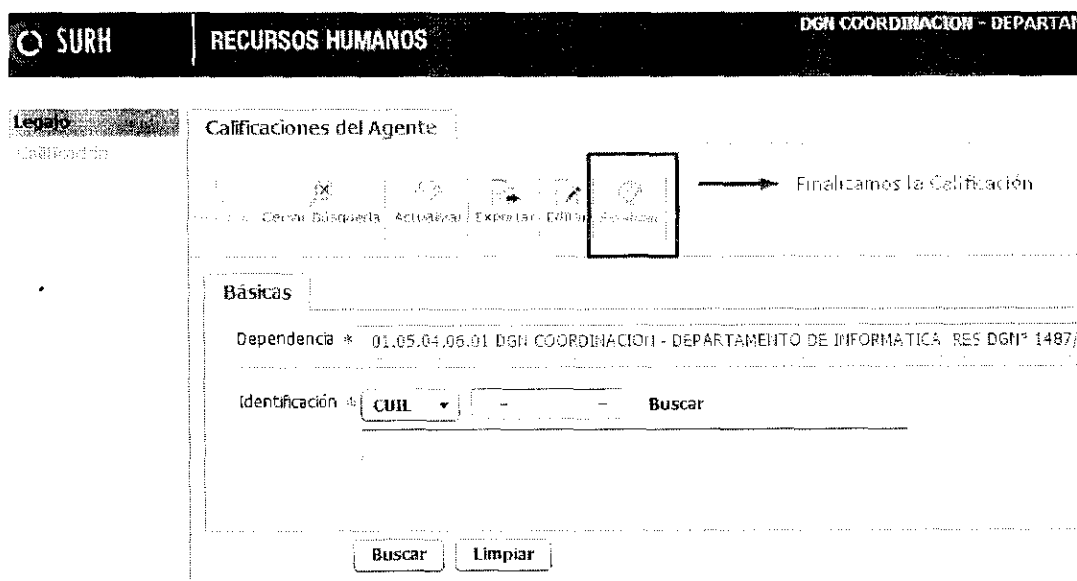 SURH
RECURSOS HUMANOS
DGN COORDINACION - DEPARTAM
Legajo
Calificación
Calificaciones del Agente
Cerrar Búsqueda Actualizar Exportar Editar Finalizar
Finalizamos la Calificación
Básicas
Dependencia * 01.05.04.06.01 DGN COORDINACION - DEPARTAMENTO DE INFORMATICA RES DGN° 1487/
Identificación * CUIL - - Buscar
Buscar Limpiar